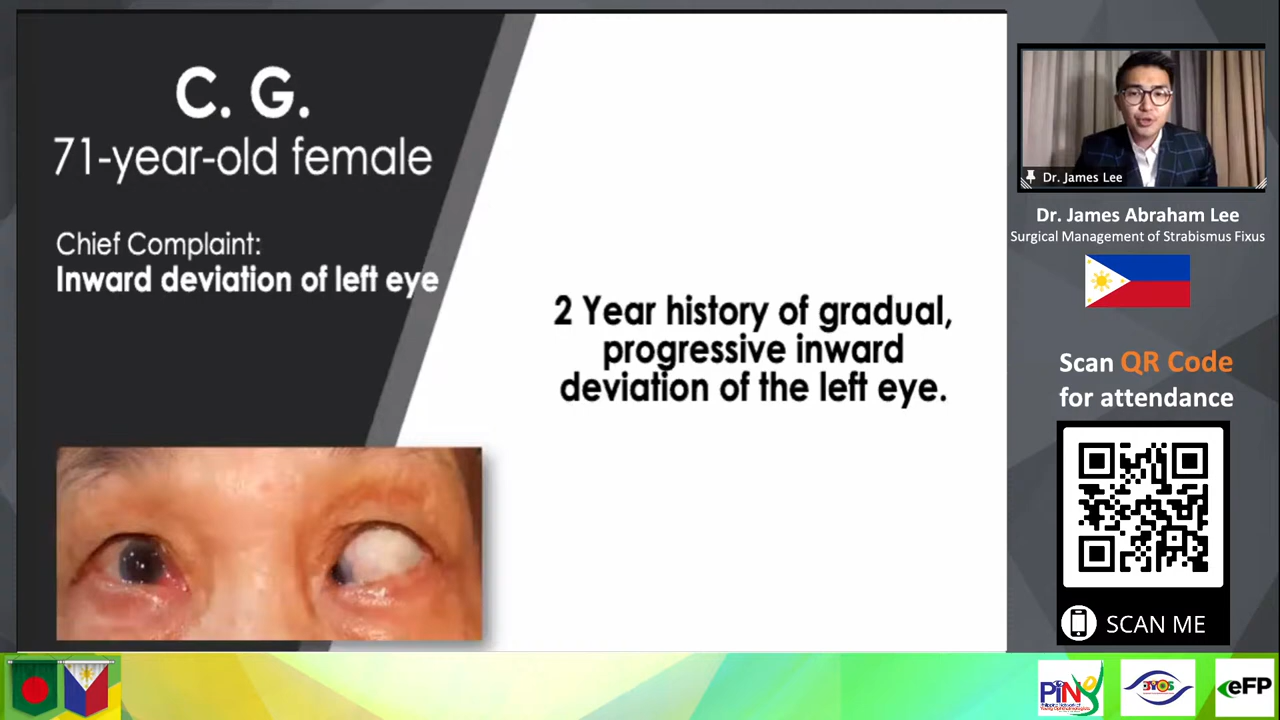 C. G.
71-year-old female
Chief Complaint:
Inward deviation of left eye
2 Year history of gradual,
progressive inward
deviation of the left eye.
Dr. James Lee
Dr. James Abraham Lee
Surgical Management of Strabismus Fixus
Scan QR Code
for attendance
SCAN ME
PiNY
eFP